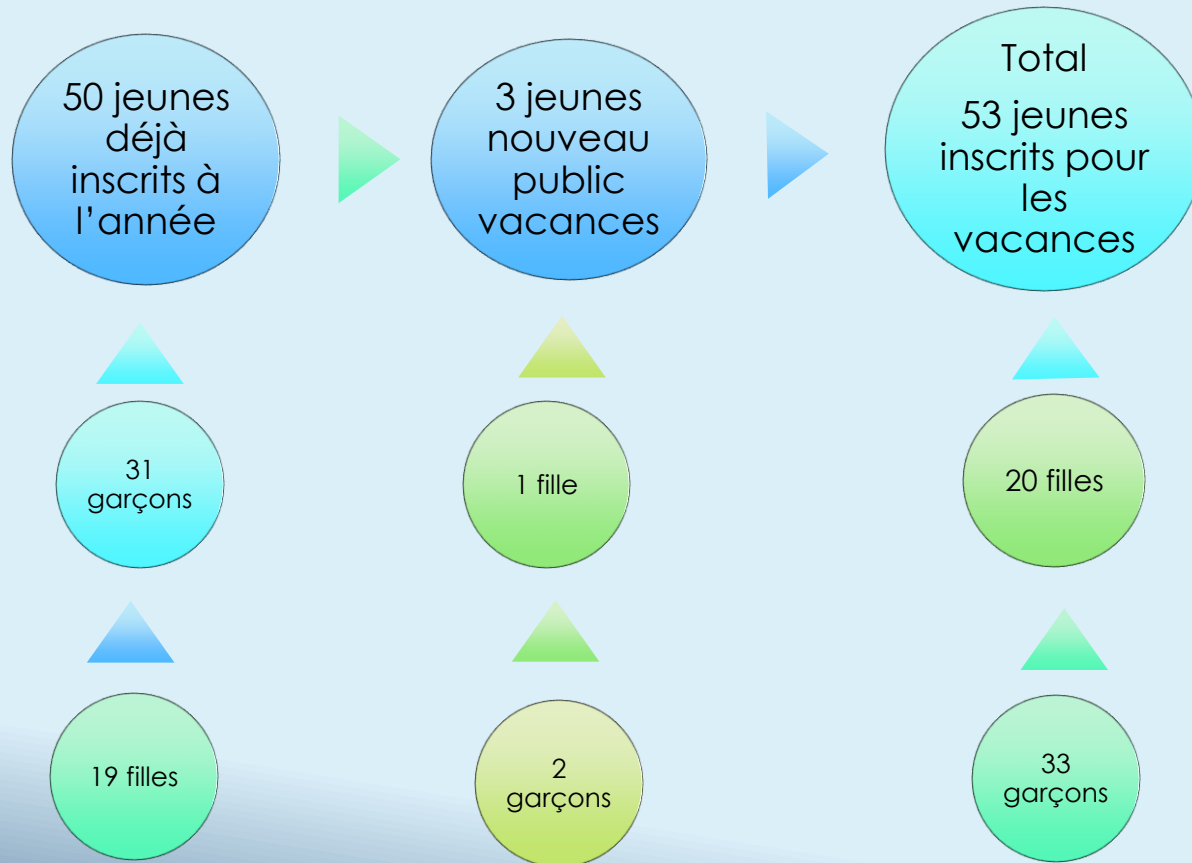 50 jeunes
déjà
inscrits à
l’année
3 jeunes
nouveau
public
vacances
Total
53 jeunes
inscrits pour
les
vacances
31
garçons
1 fille
20 filles
19 filles
2
garçons
33
garçons